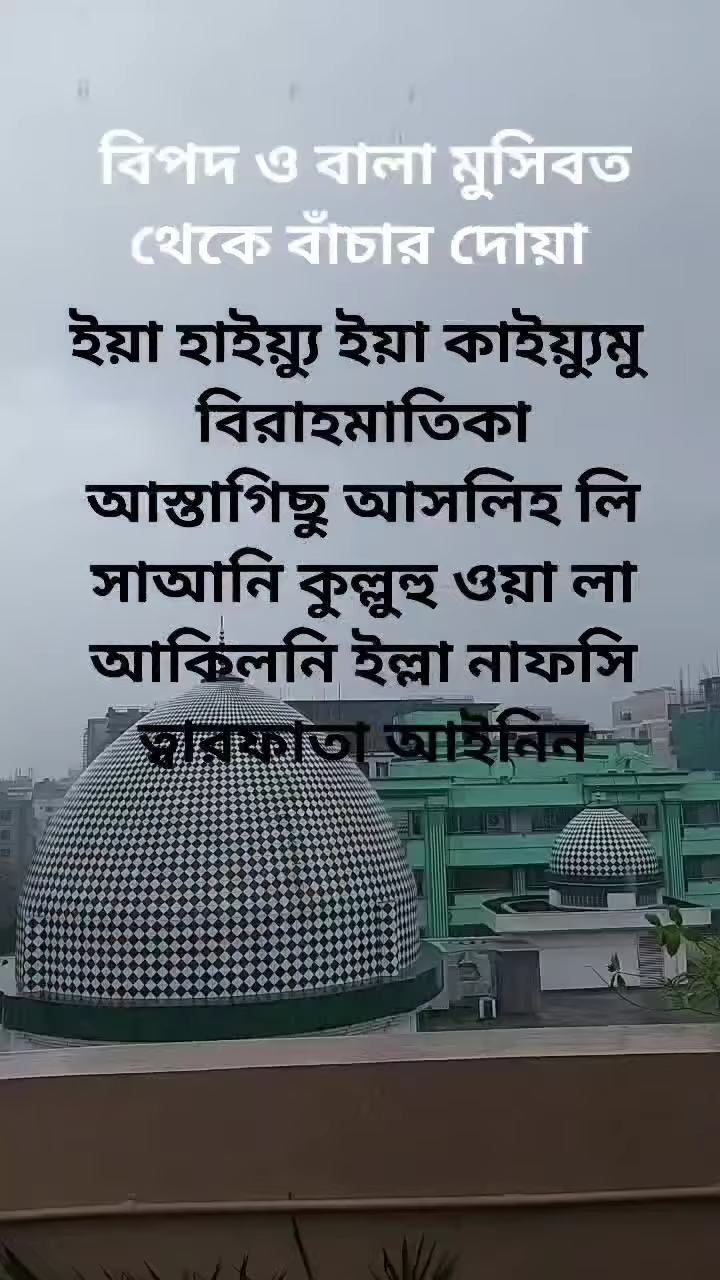 বিপদ ও বালা মুসিবত
থেকে বাঁচার দোয়া
ইয়া হাইয়্যু ইয়া কাইয়্যুমু
বিরাহমাতিকা
আস্তাগিছু আসলিহ লি
সাআনি কুল্লুহু ওয়া লা
আকিলনি ইল্লা নাফসি
ত্বারফাতা আইনিন